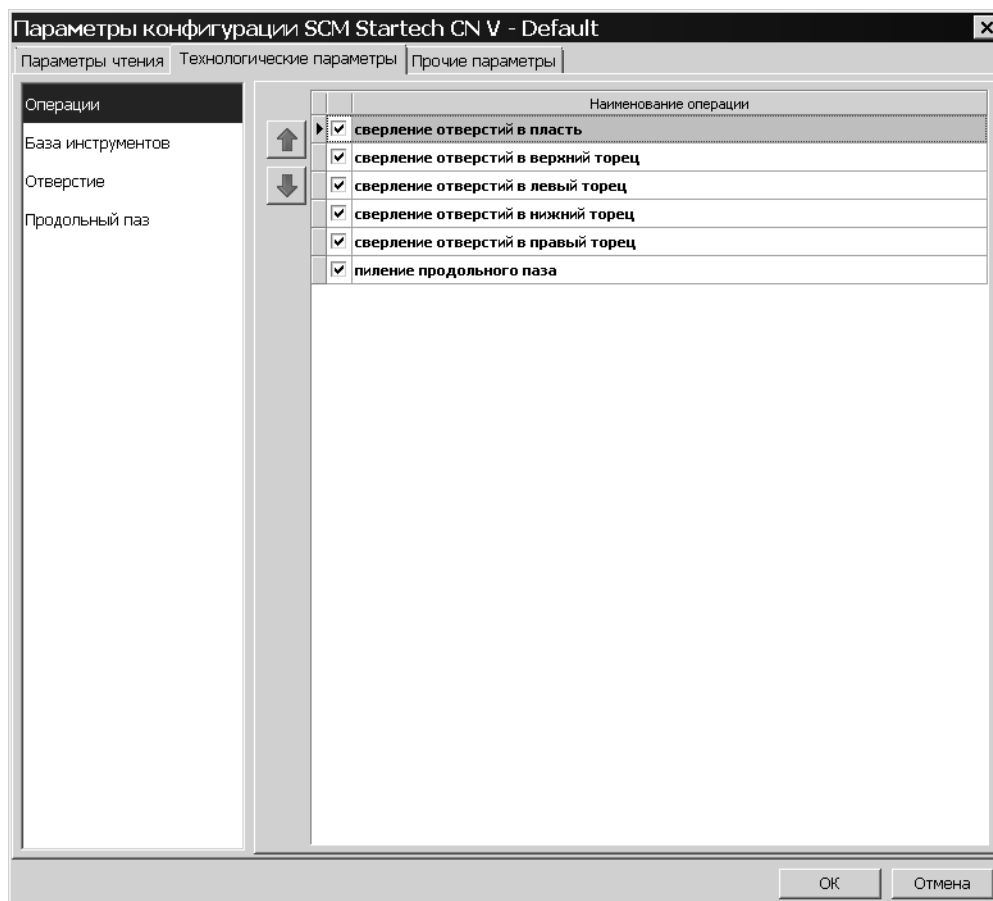 Параметры конфигурации SCM Startech CN V - Default
Параметры чтения Технологические параметры Прочие параметры
Операции
База инструментов
Отверстие
Продольный паз
Наименование операции
сверление отверстий в пласть
сверление отверстий в верхний торец
сверление отверстий в левый торец
сверление отверстий в нижний торец
сверление отверстий в правый торец
пиление продольного паза
ОК Отмена